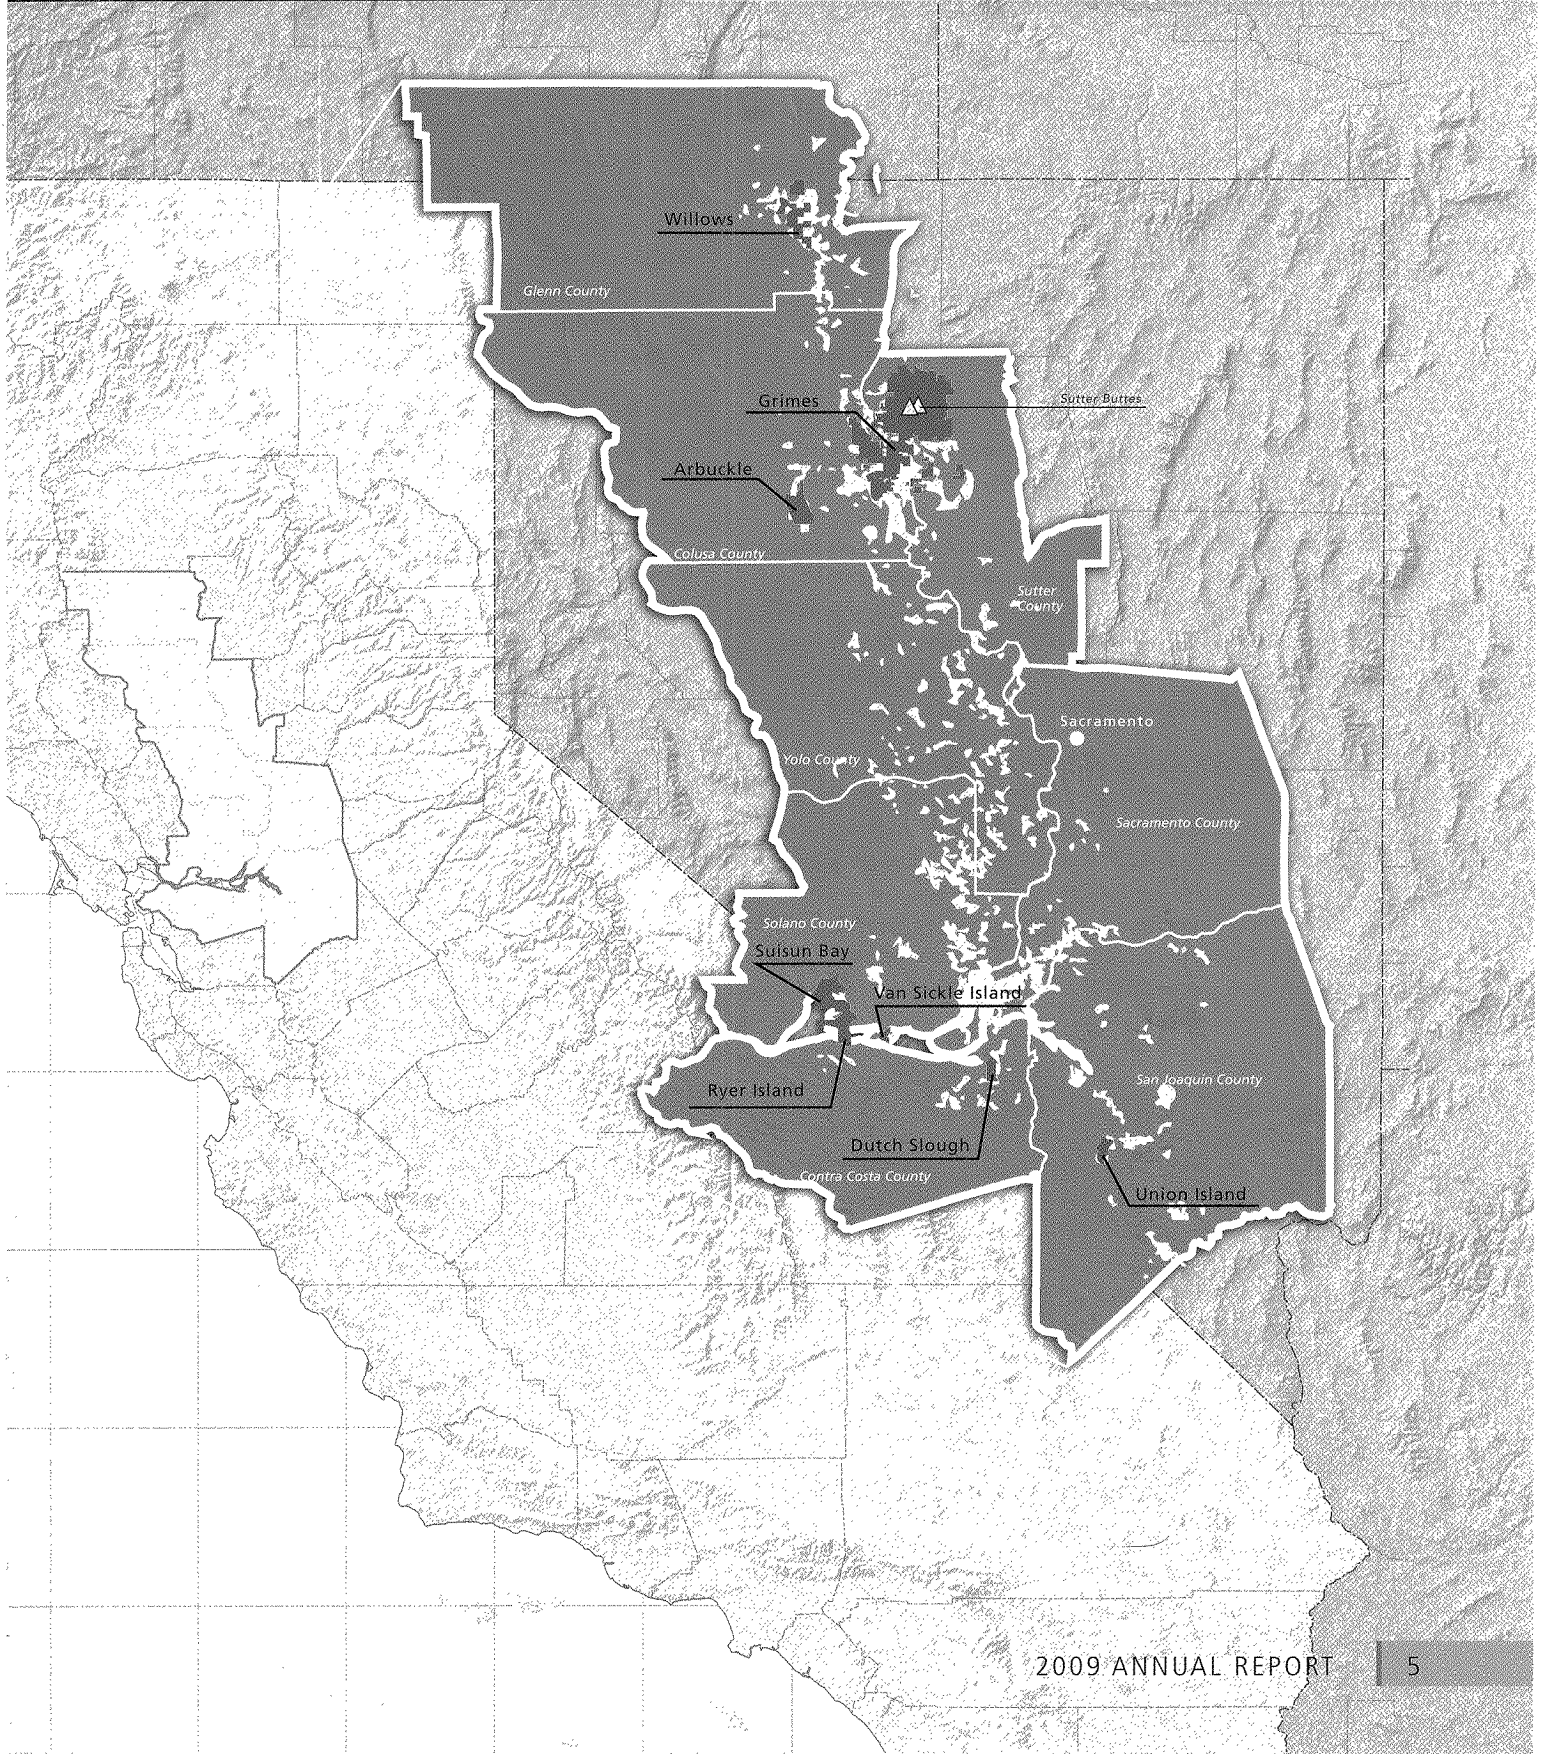 Willows
Glenn County
Grimes
Sutter Buttes
Arbuckle
Colusa County
Sutter
County
Sacramento
Yolo County
Sacramento County
Solano County
Suisun Bay
Van Sickle Island
San Joaquin County
Ryer Island
Dutch Slough
Contra Costa County
Union Island
2009 ANNUAL REPORT 5